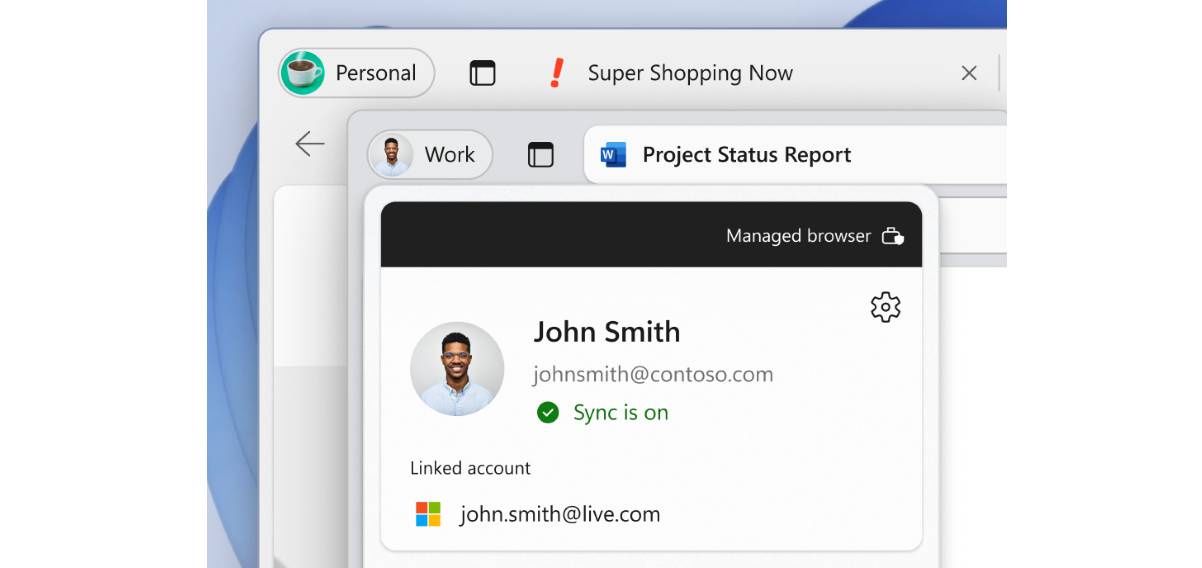 Personal
Super Shopping Now
Work
W
Project Status Report
Managed browser
John Smith
johnsmith@contoso.com
Sync is on
Linked account
john.smith@live.com